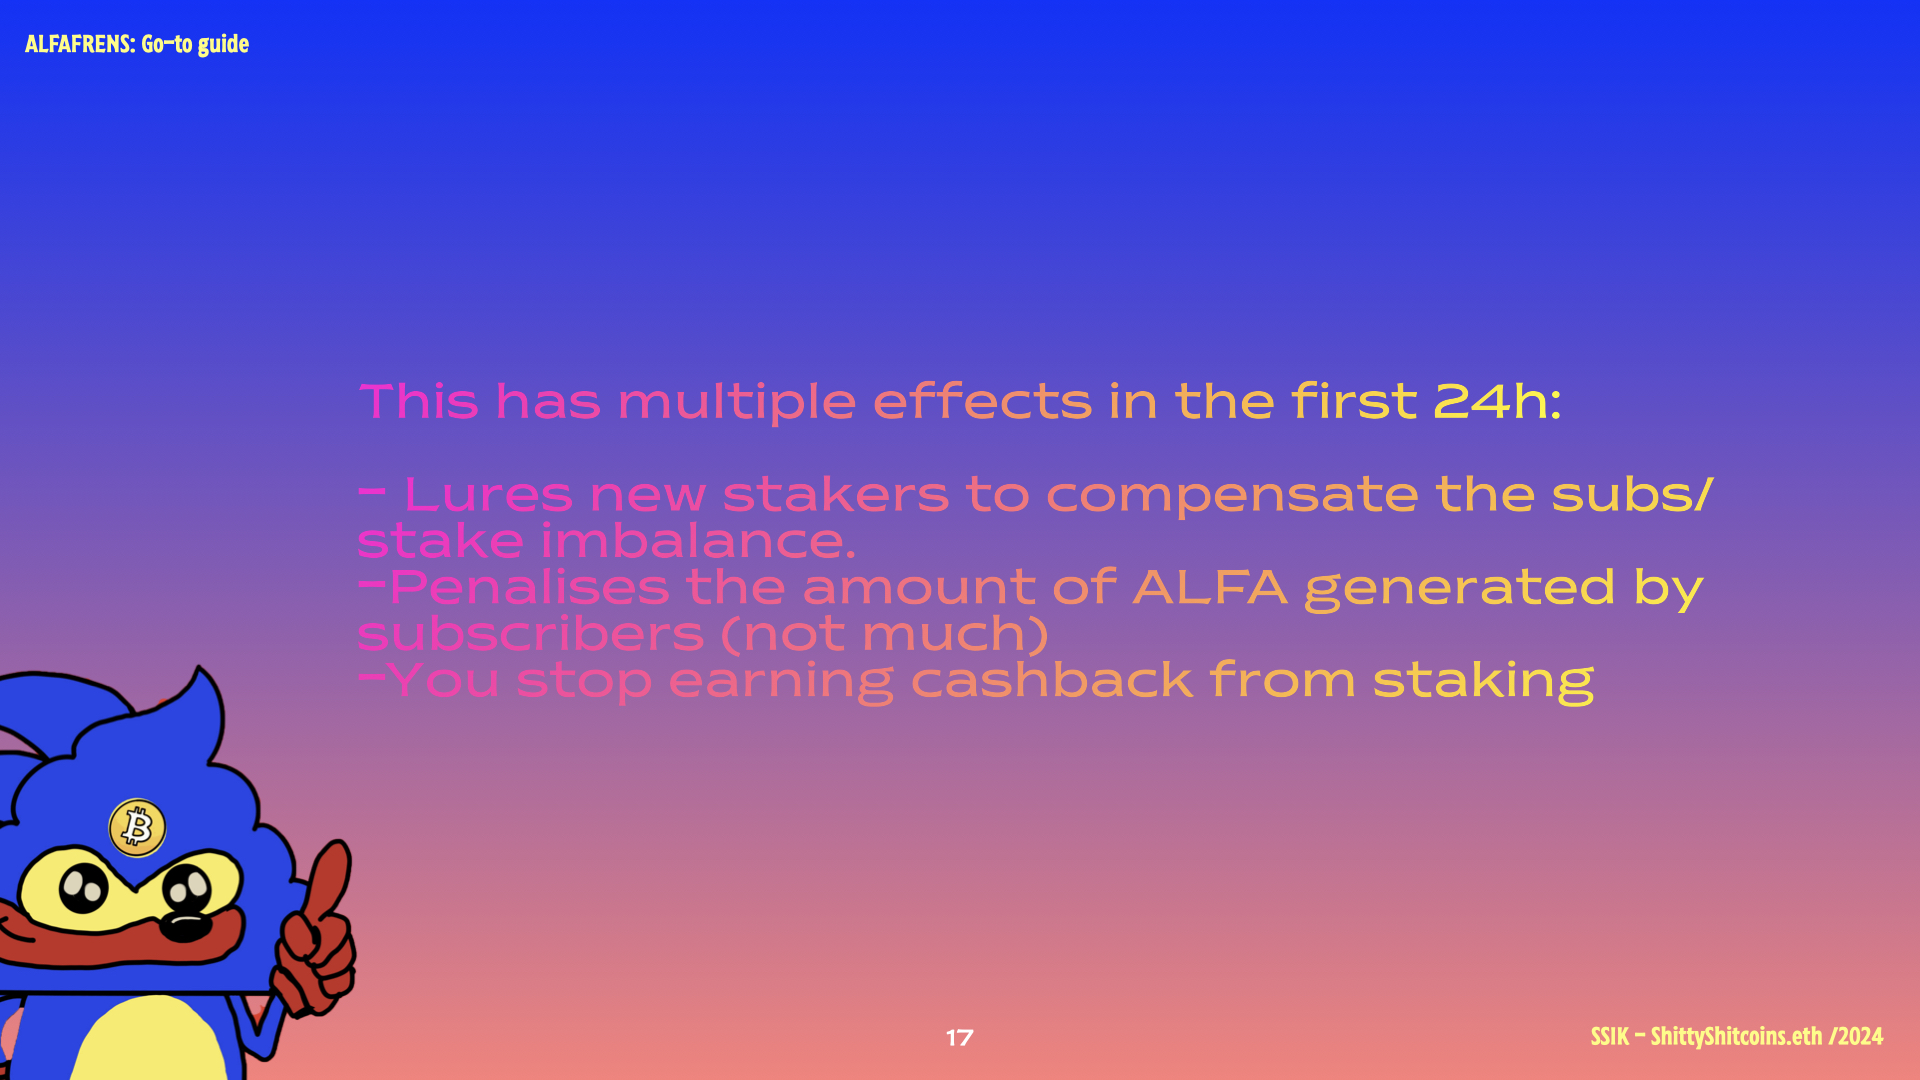 ALFAFRENS: Go-to guide
This has multiple effects in the first 24h:
- Lures new stakers to compensate the subs/
stake imbalance.
-Penalises the amount of ALFA generated by
subscribers (not much)
-You stop earning cashback from staking
17
SSIK - ShittyShitcoins.eth /2024